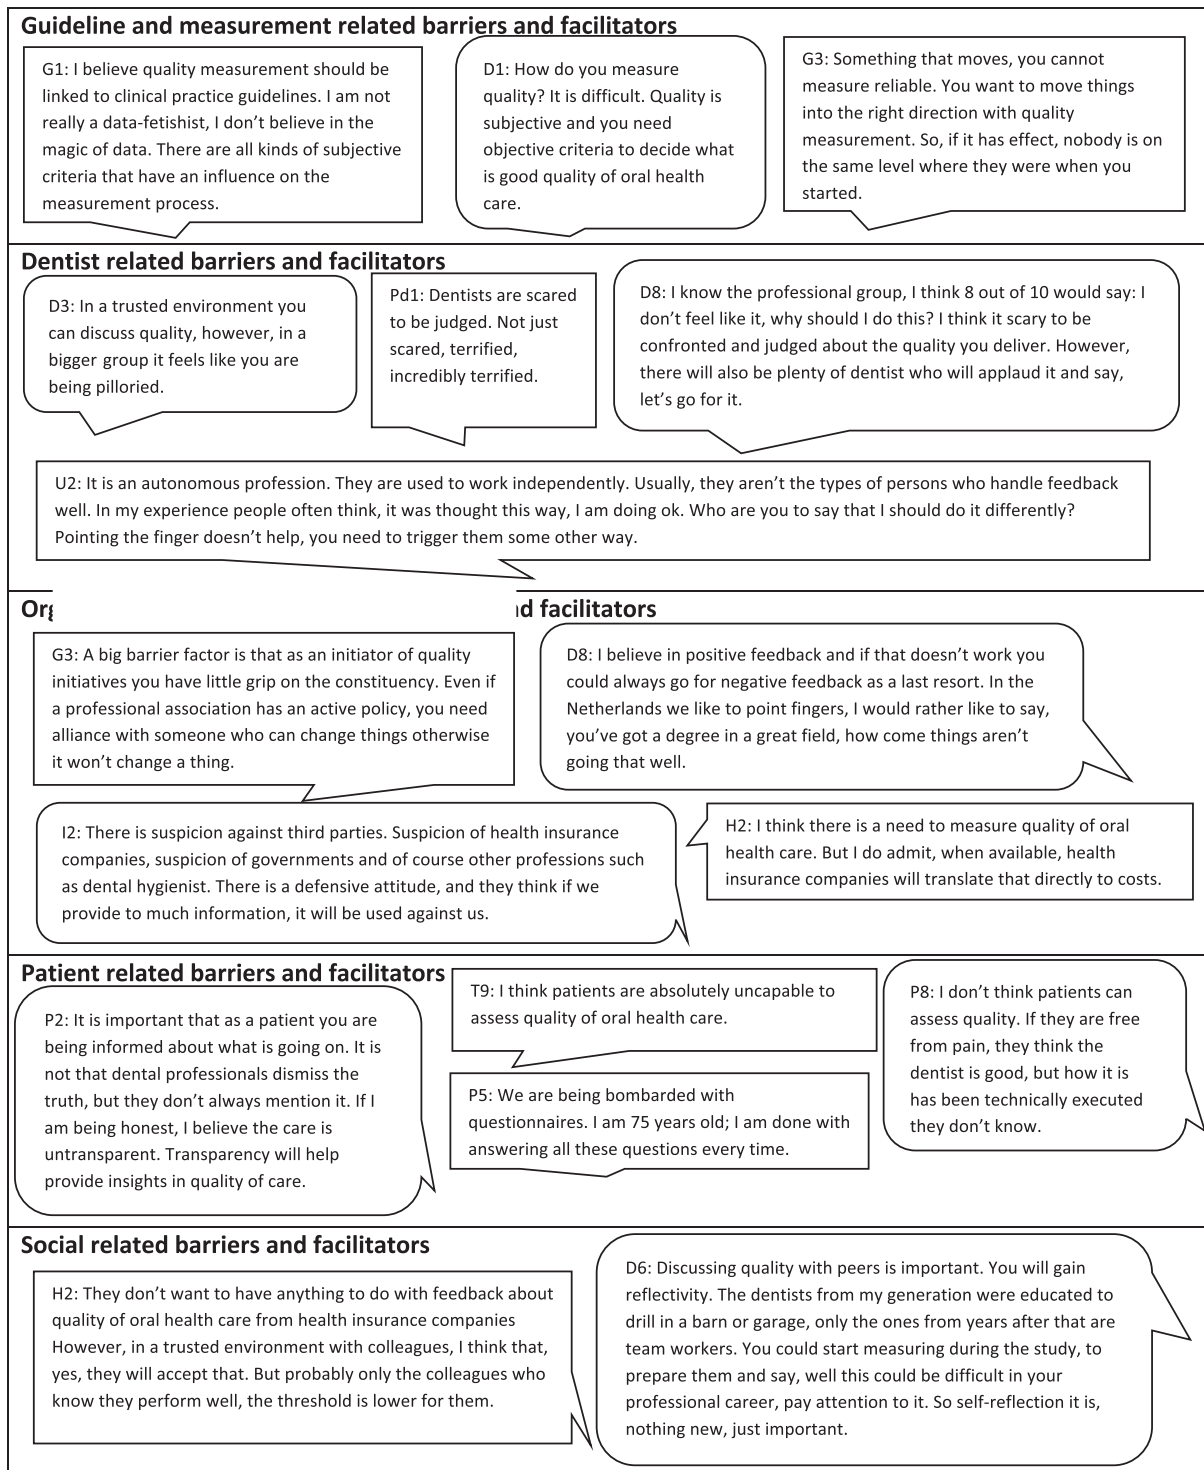 Guideline and measurement related barriers and facilitators
G1: I believe quality measurement should be
linked to clinical practice guidelines. I am not
really a data-fetishist, I don’t believe in the
magic of data. There are all kinds of subjective
criteria that have an influence on the
measurement process.
D1: How do you measure
quality? It is difficult. Quality is
subjective and you need
objective criteria to decide what
is good quality of oral health
care.
G3: Something that moves, you cannot
measure reliable. You want to move things
into the right direction with quality
measurement. So, if it has effect, nobody is on
the same level where they were when you
started.
Dentist related barriers and facilitators
D3: In a trusted environment you
can discuss quality, however, in a
bigger group it feels like you are
being pilloried.
Pd1: Dentists are scared
to be judged. Not just
scared, terrified,
incredibly terrified.
D8: I know the professional group, I think 8 out of 10 would say: I
don’t feel like it, why should I do this? I think it scary to be
confronted and judged about the quality you deliver. However,
there will also be plenty of dentist who will applaud it and say,
let’s go for it.
U2: It is an autonomous profession. They are used to work independently. Usually, they aren’t the types of persons who handle feedback
well. In my experience people often think, it was thought this way, I am doing ok. Who are you to say that I should do it differently?
Pointing the finger doesn’t help, you need to trigger them some other way.
facilitators
G3: A big barrier factor is that as an initiator of quality
initiatives you have little grip on the constituency. Even if
a professional association has an active policy, you need
alliance with someone who can change things otherwise
it won’t change a thing.
D8: I believe in positive feedback and if that doesn’t work you
could always go for negative feedback as a last resort. In the
Netherlands we like to point fingers, I would rather like to say,
you’ve got a degree in a great field, how come things aren’t
going that well.
I2: There is suspicion against third parties. Suspicion of health insurance
companies, suspicion of governments and of course other professions such
as dental hygienist. There is a defensive attitude, and they think if we
provide to much information, it will be used against us.
H2: I think there is a need to measure quality of oral
health care. But I do admit, when available, health
insurance companies will translate that directly to costs.
Patient related barriers and facilitators
P2: It is important that as a patient you are
being informed about what is going on. It is
not that dental professionals dismiss the
truth, but they don’t always mention it. If I
am being honest, I believe the care is
untransparent. Transparency will help
provide insights in quality of care.
T9: I think patients are absolutely uncapable to
assess quality of oral health care.
P5: We are being bombarded with
questionnaires. I am 75 years old; I am done with
answering all these questions every time.
P8: I don’t think patients can
assess quality. If they are free
from pain, they think the
dentist is good, but how it is
has been technically executed
they don’t know.
Social related barriers and facilitators
H2: They don’t want to have anything to do with feedback about
quality of oral health care from health insurance companies
However, in a trusted environment with colleagues, I think that,
yes, they will accept that. But probably only the colleagues who
know they perform well, the threshold is lower for them.
D6: Discussing quality with peers is important. You will gain
reflectivity. The dentists from my generation were educated to
drill in a barn or garage, only the ones from years after that are
team workers. You could start measuring during the study, to
prepare them and say, well this could be difficult in your
professional career, pay attention to it. So self-reflection it is,
nothing new, just important.